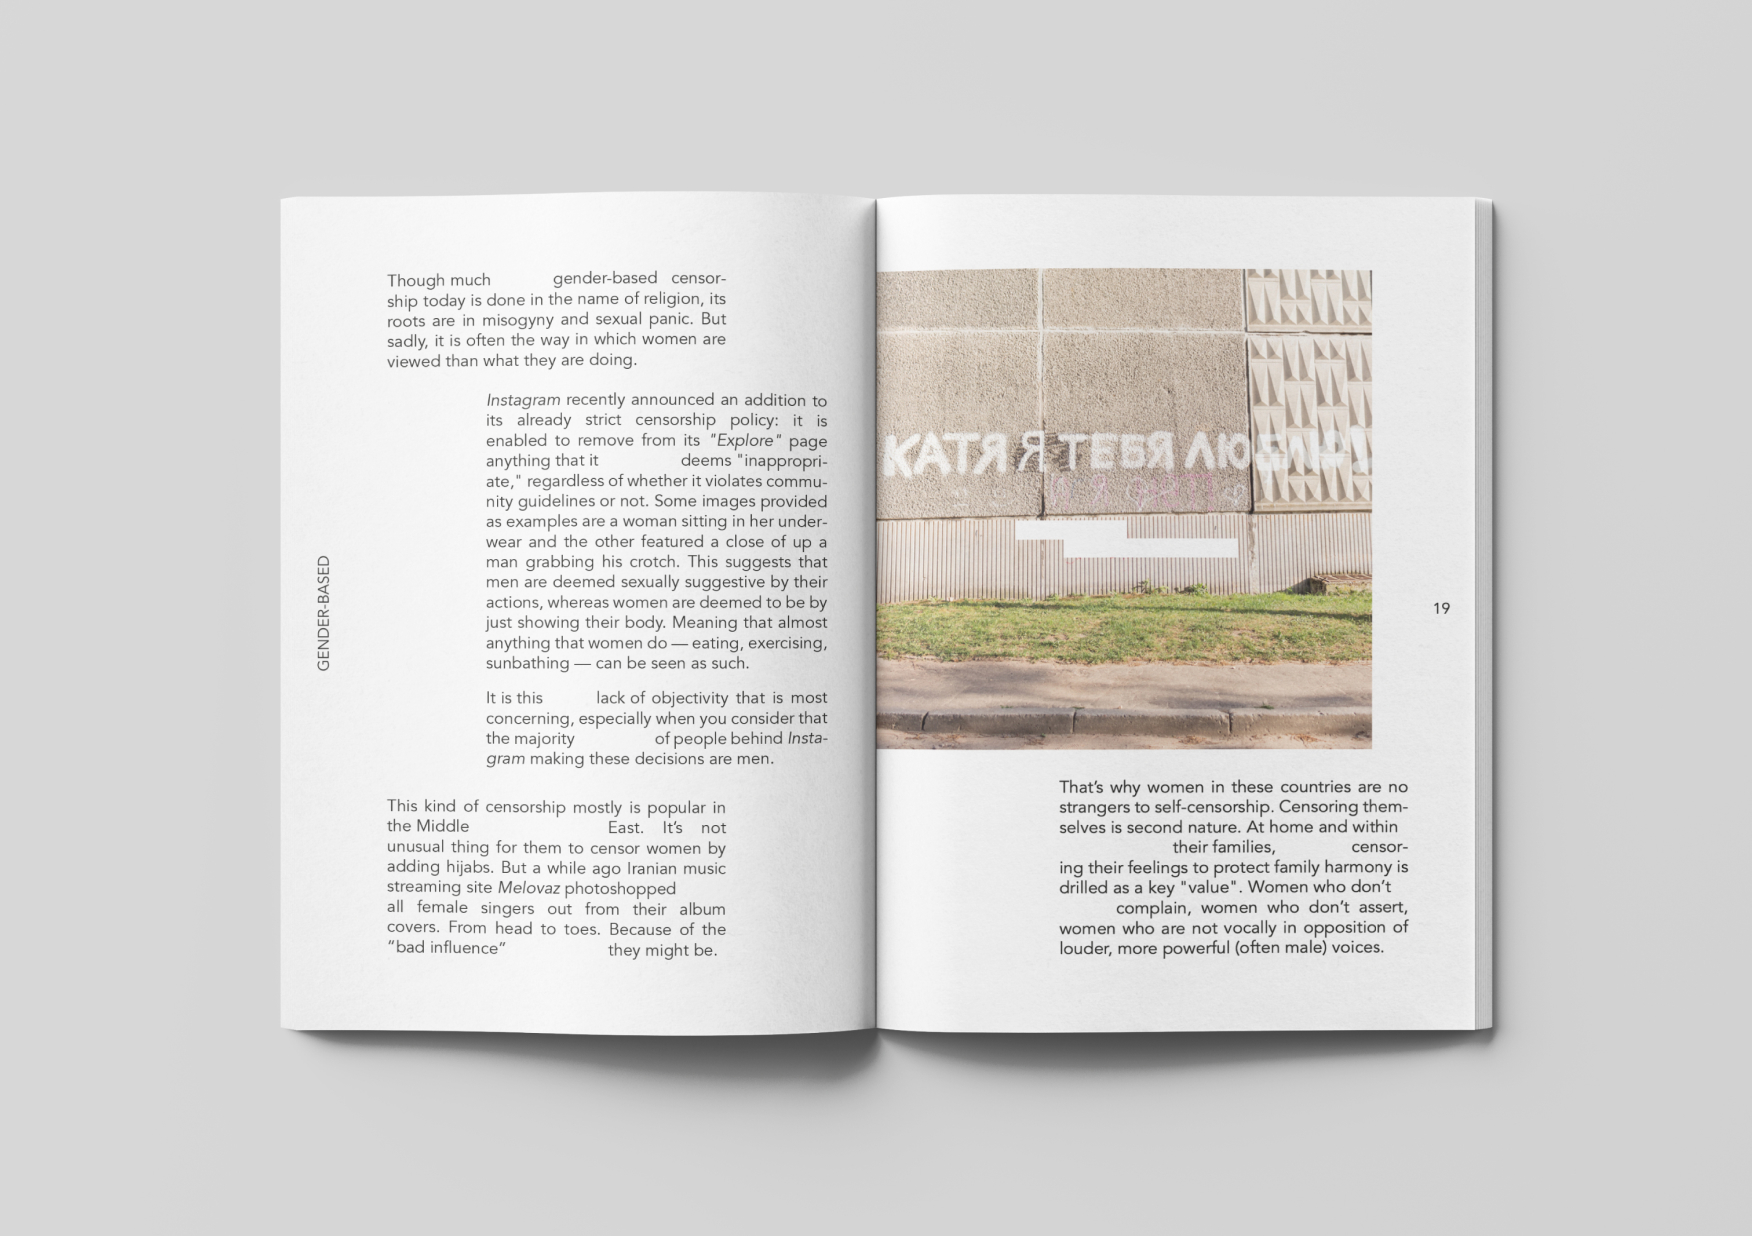 Though much gender-based censor-
ship today is done in the name of religion, its
roots are in misogyny and sexual panic. But
sadly, it is often the way in which women are
viewed than what they are doing.
Instagram recently announced an addition to
its already strict censorship policy: it is
enabled to remove from its "Explore" page
anything that it deems "inappropri-
ate," regardless of whether it violates commu-
nity guidelines or not. Some images provided
as examples are a woman sitting in her under-
wear and the other featured a close of up a
man grabbing his crotch. This suggests that
men are deemed sexually suggestive by their
actions, whereas women are deemed to be by
just showing their body. Meaning that almost
anything that women do — eating, exercising,
sunbathing — can be seen as such.
It is this lack of objectivity that is most
concerning, especially when you consider that
the majority of people behind Insta-
gram making these decisions are men.
This kind of censorship mostly is popular in
the Middle East. It’s not
unusual thing for them to censor women by
adding hijabs. But a while ago Iranian music
streaming site Melovaz photoshopped
all female singers out from their album
covers. From head to toes. Because of the
“bad influence” they might be.
GENDER-BASED
КАТЯ Я ТЕБЯ ЛЮБЛЮ!
И Я
19
That’s why women in these countries are no
strangers to self-censorship. Censoring them-
selves is second nature. At home and within
their families, censor-
ing their feelings to protect family harmony is
drilled as a key "value". Women who don’t
complain, women who don’t assert,
women who are not vocally in opposition of
louder, more powerful (often male) voices.